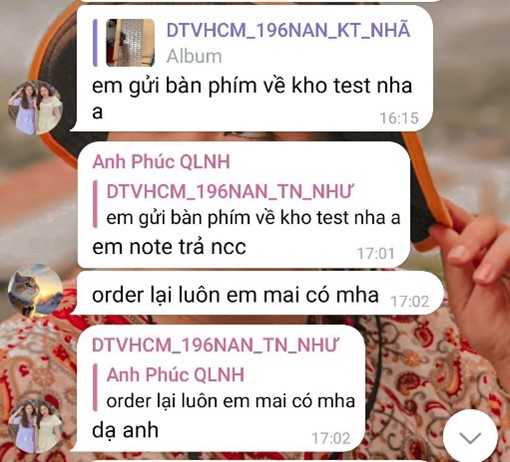 DTVHCM_196NAN_KT_NHÃ
Album
em gửi bàn phím về kho test nha
a
16:15
Anh Phúc QLNH
DTVHCM_196NAN_TN_NHƯ
em gửi bàn phím về kho test nha a
em note trả ncc
17:01
order lại luôn em mai có mha
17:02
DTVHCM_196NAN_TN_NHƯ
Anh Phúc QLNH
order lại luôn em mai có mha
dạ anh
17:02